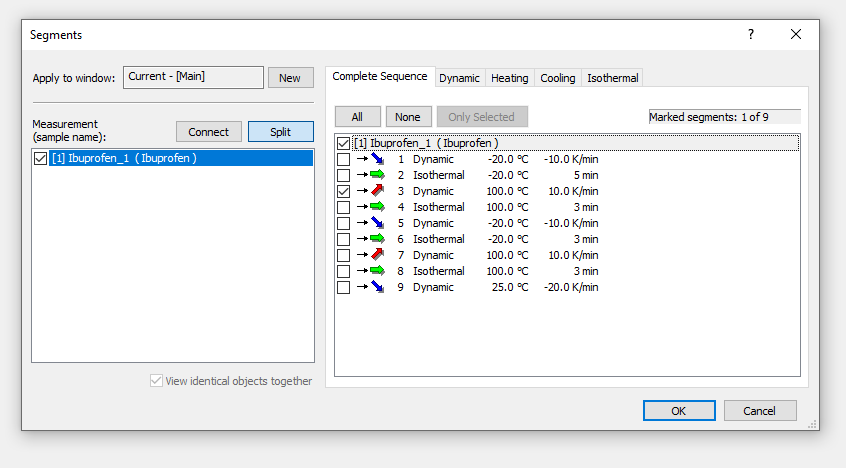 Segments
?
Apply to window: Current - [Main] New
Measurement
(sample name): Connect Split
[1] Ibuprofen_1 ( Ibuprofen )
View identical objects together
Complete Sequence Dynamic Heating Cooling Isothermal
All None Only Selected Marked segments: 1 of 9
[1] Ibuprofen_1 ( Ibuprofen )
1 Dynamic -20.0 °C -10.0 K/min
2 Isothermal -20.0 °C 5 min
3 Dynamic 100.0 °C 10.0 K/min
4 Isothermal 100.0 °C 3 min
5 Dynamic -20.0 °C -10.0 K/min
6 Isothermal -20.0 °C 3 min
7 Dynamic 100.0 °C 10.0 K/min
8 Isothermal 100.0 °C 3 min
9 Dynamic 25.0 °C -20.0 K/min
OK Cancel